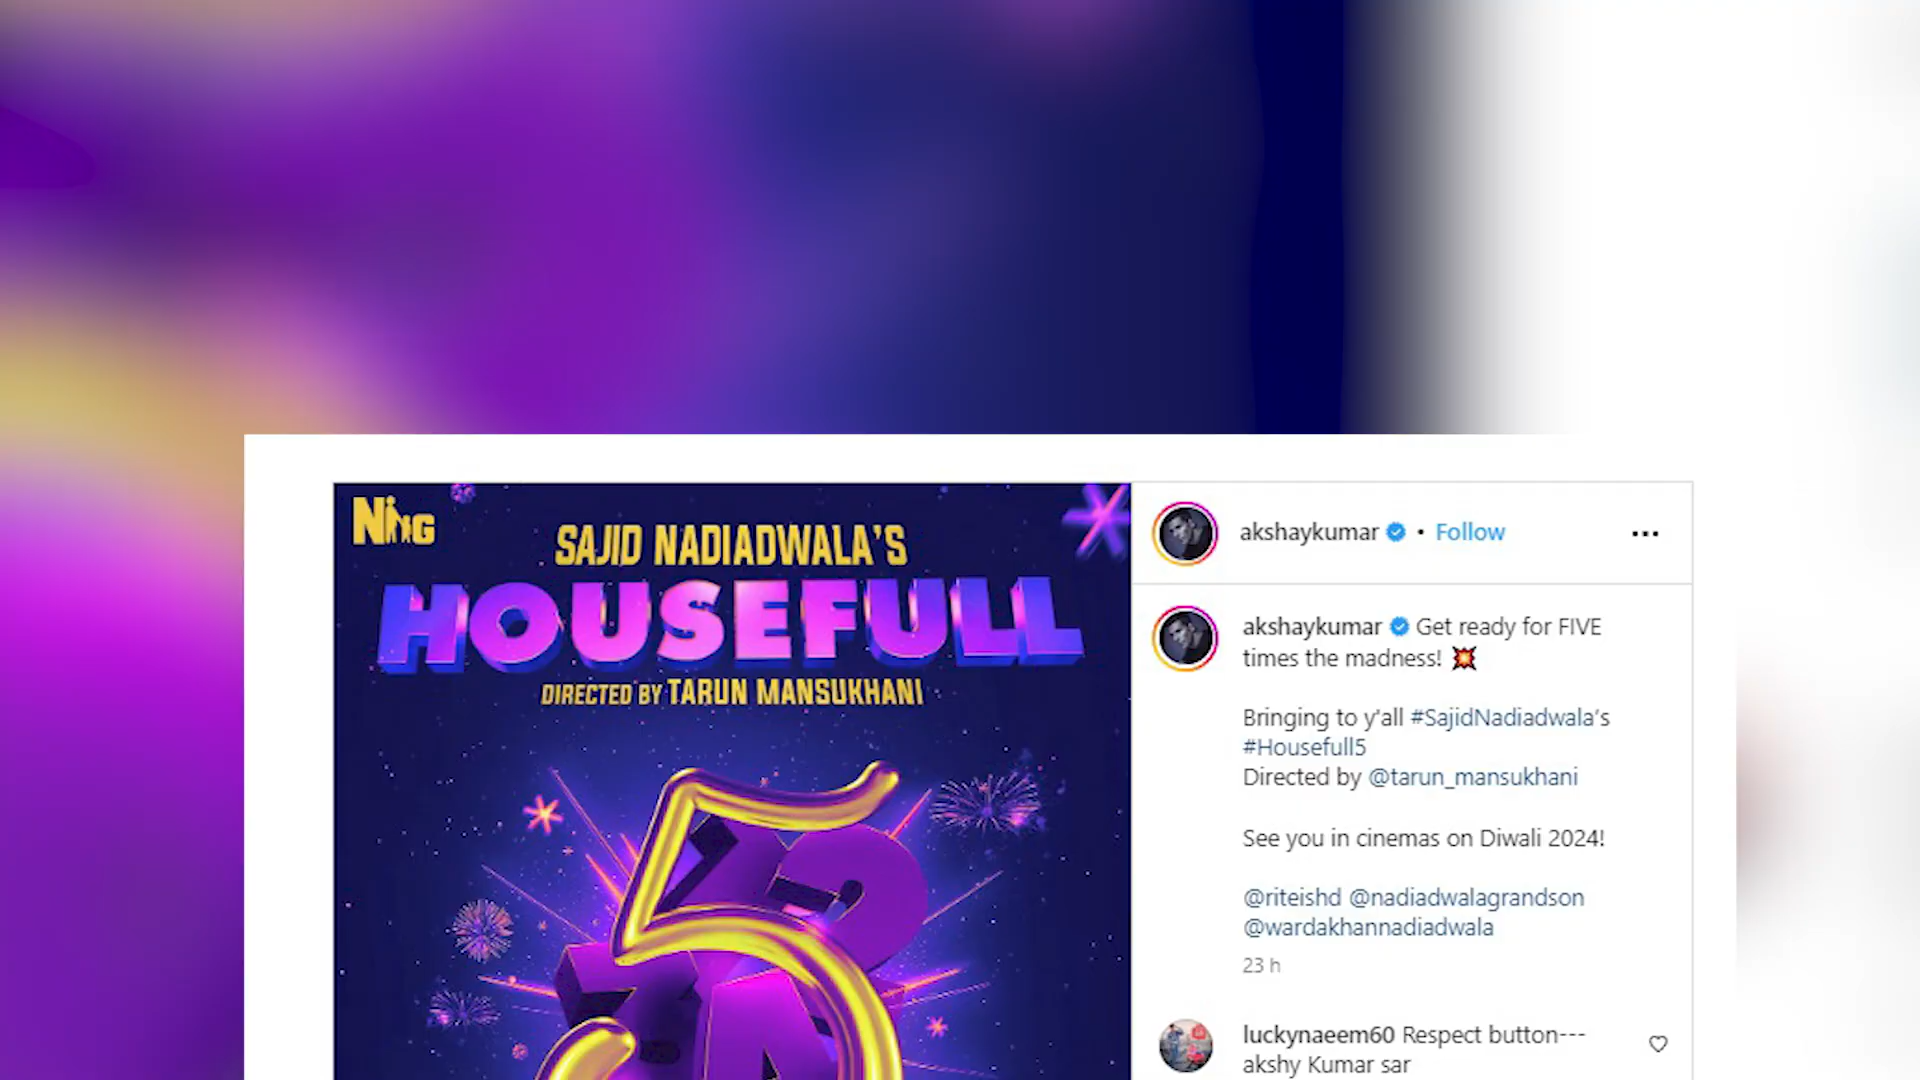 NG
SAJID NADIADWALA'S
HOUSEFULL
DIRECTED BY TARUN MANSUKHANI
5
akshaykumar • Follow
akshaykumar Get ready for FIVE
times the madness! 💥
Bringing to y'all #SajidNadiadwala's
#Housefull5
Directed by @tarun_mansukhani
See you in cinemas on Diwali 2024!
@riteishd @nadiadwalagrandson
@wardakhannadiadwala
23 h
luckynaeem60 Respect button---
akshy Kumar sar